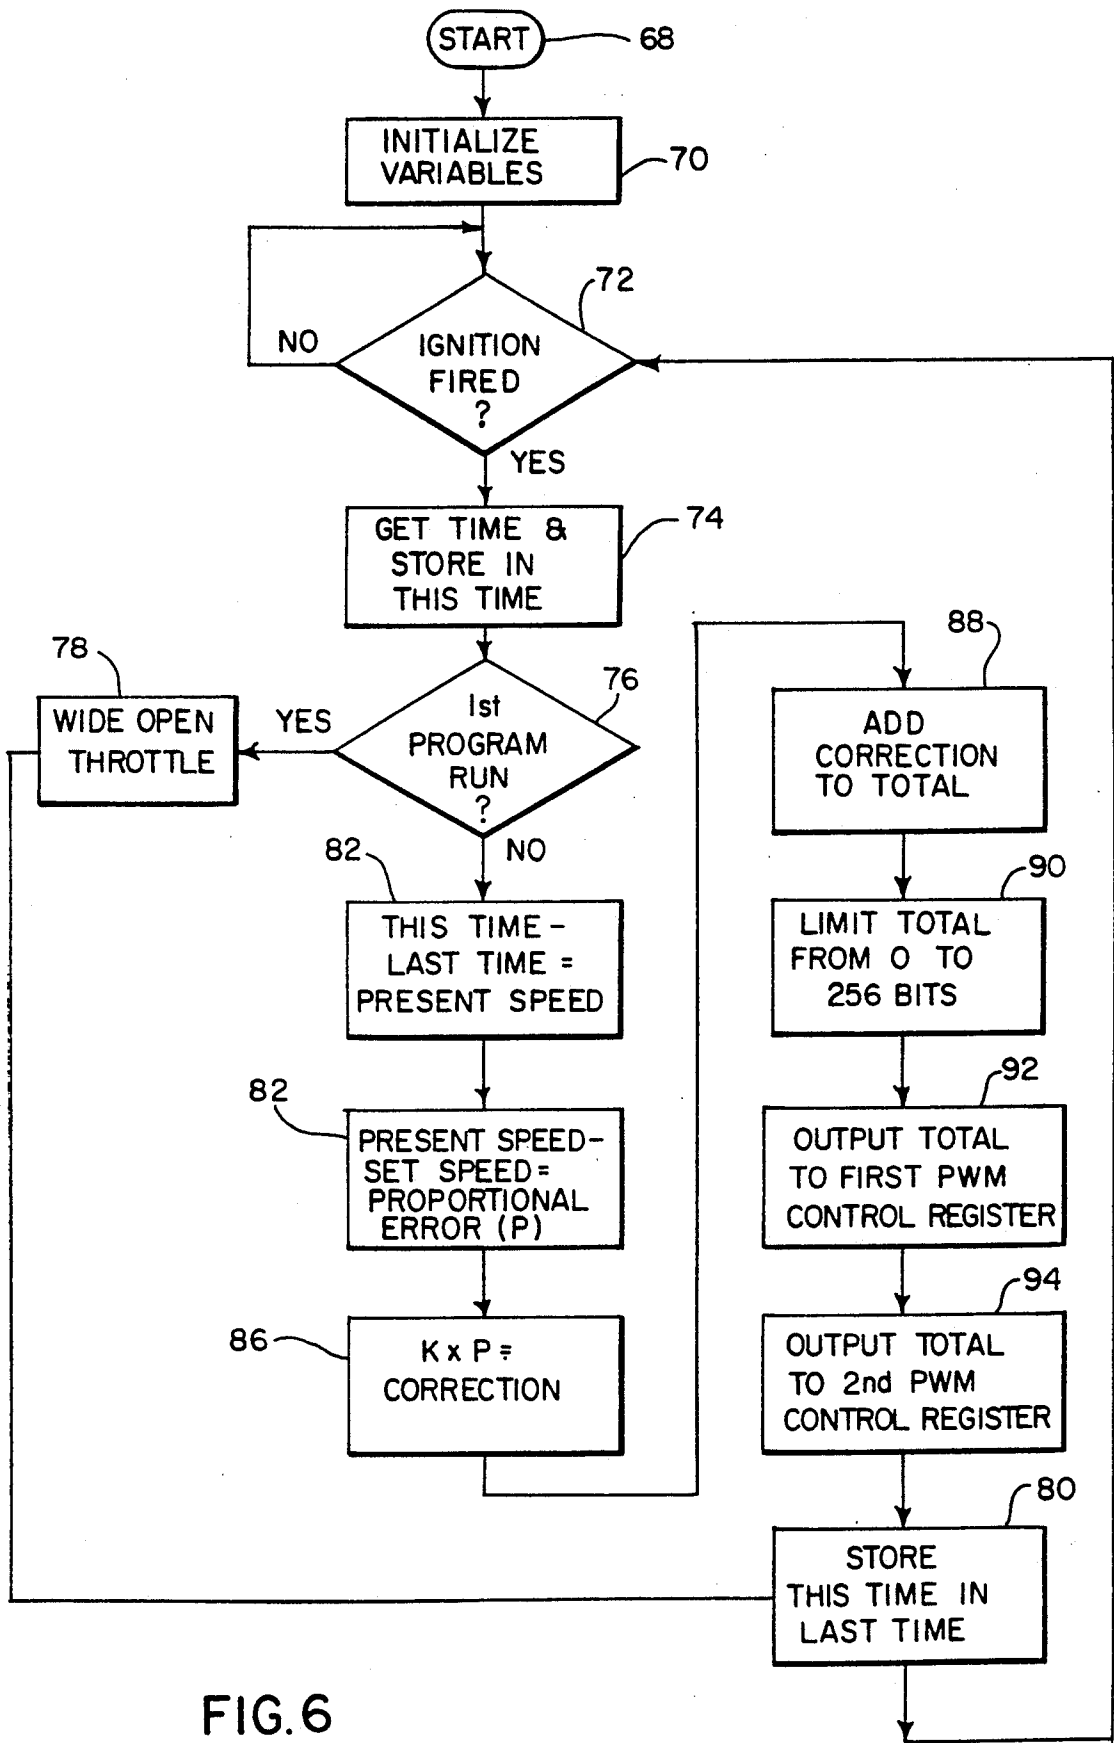 START
68
INITIALIZE
VARIABLES
70
72
NO
IGNITION
FIRED
?
YES
GET TIME &
STORE IN
THIS TIME
74
78
WIDE OPEN
THROTTLE
YES
76
1st
PROGRAM
RUN
?
NO
82
THIS TIME -
LAST TIME =
PRESENT SPEED
82
PRESENT SPEED-
SET SPEED=
PROPORTIONAL
ERROR (P)
86
K x P =
CORRECTION
88
ADD
CORRECTION
TO TOTAL
90
LIMIT TOTAL
FROM 0 TO
256 BITS
92
OUTPUT TOTAL
TO FIRST PWM
CONTROL REGISTER
94
OUTPUT TOTAL
TO 2nd PWM
CONTROL REGISTER
80
STORE
THIS TIME IN
LAST TIME
FIG. 6